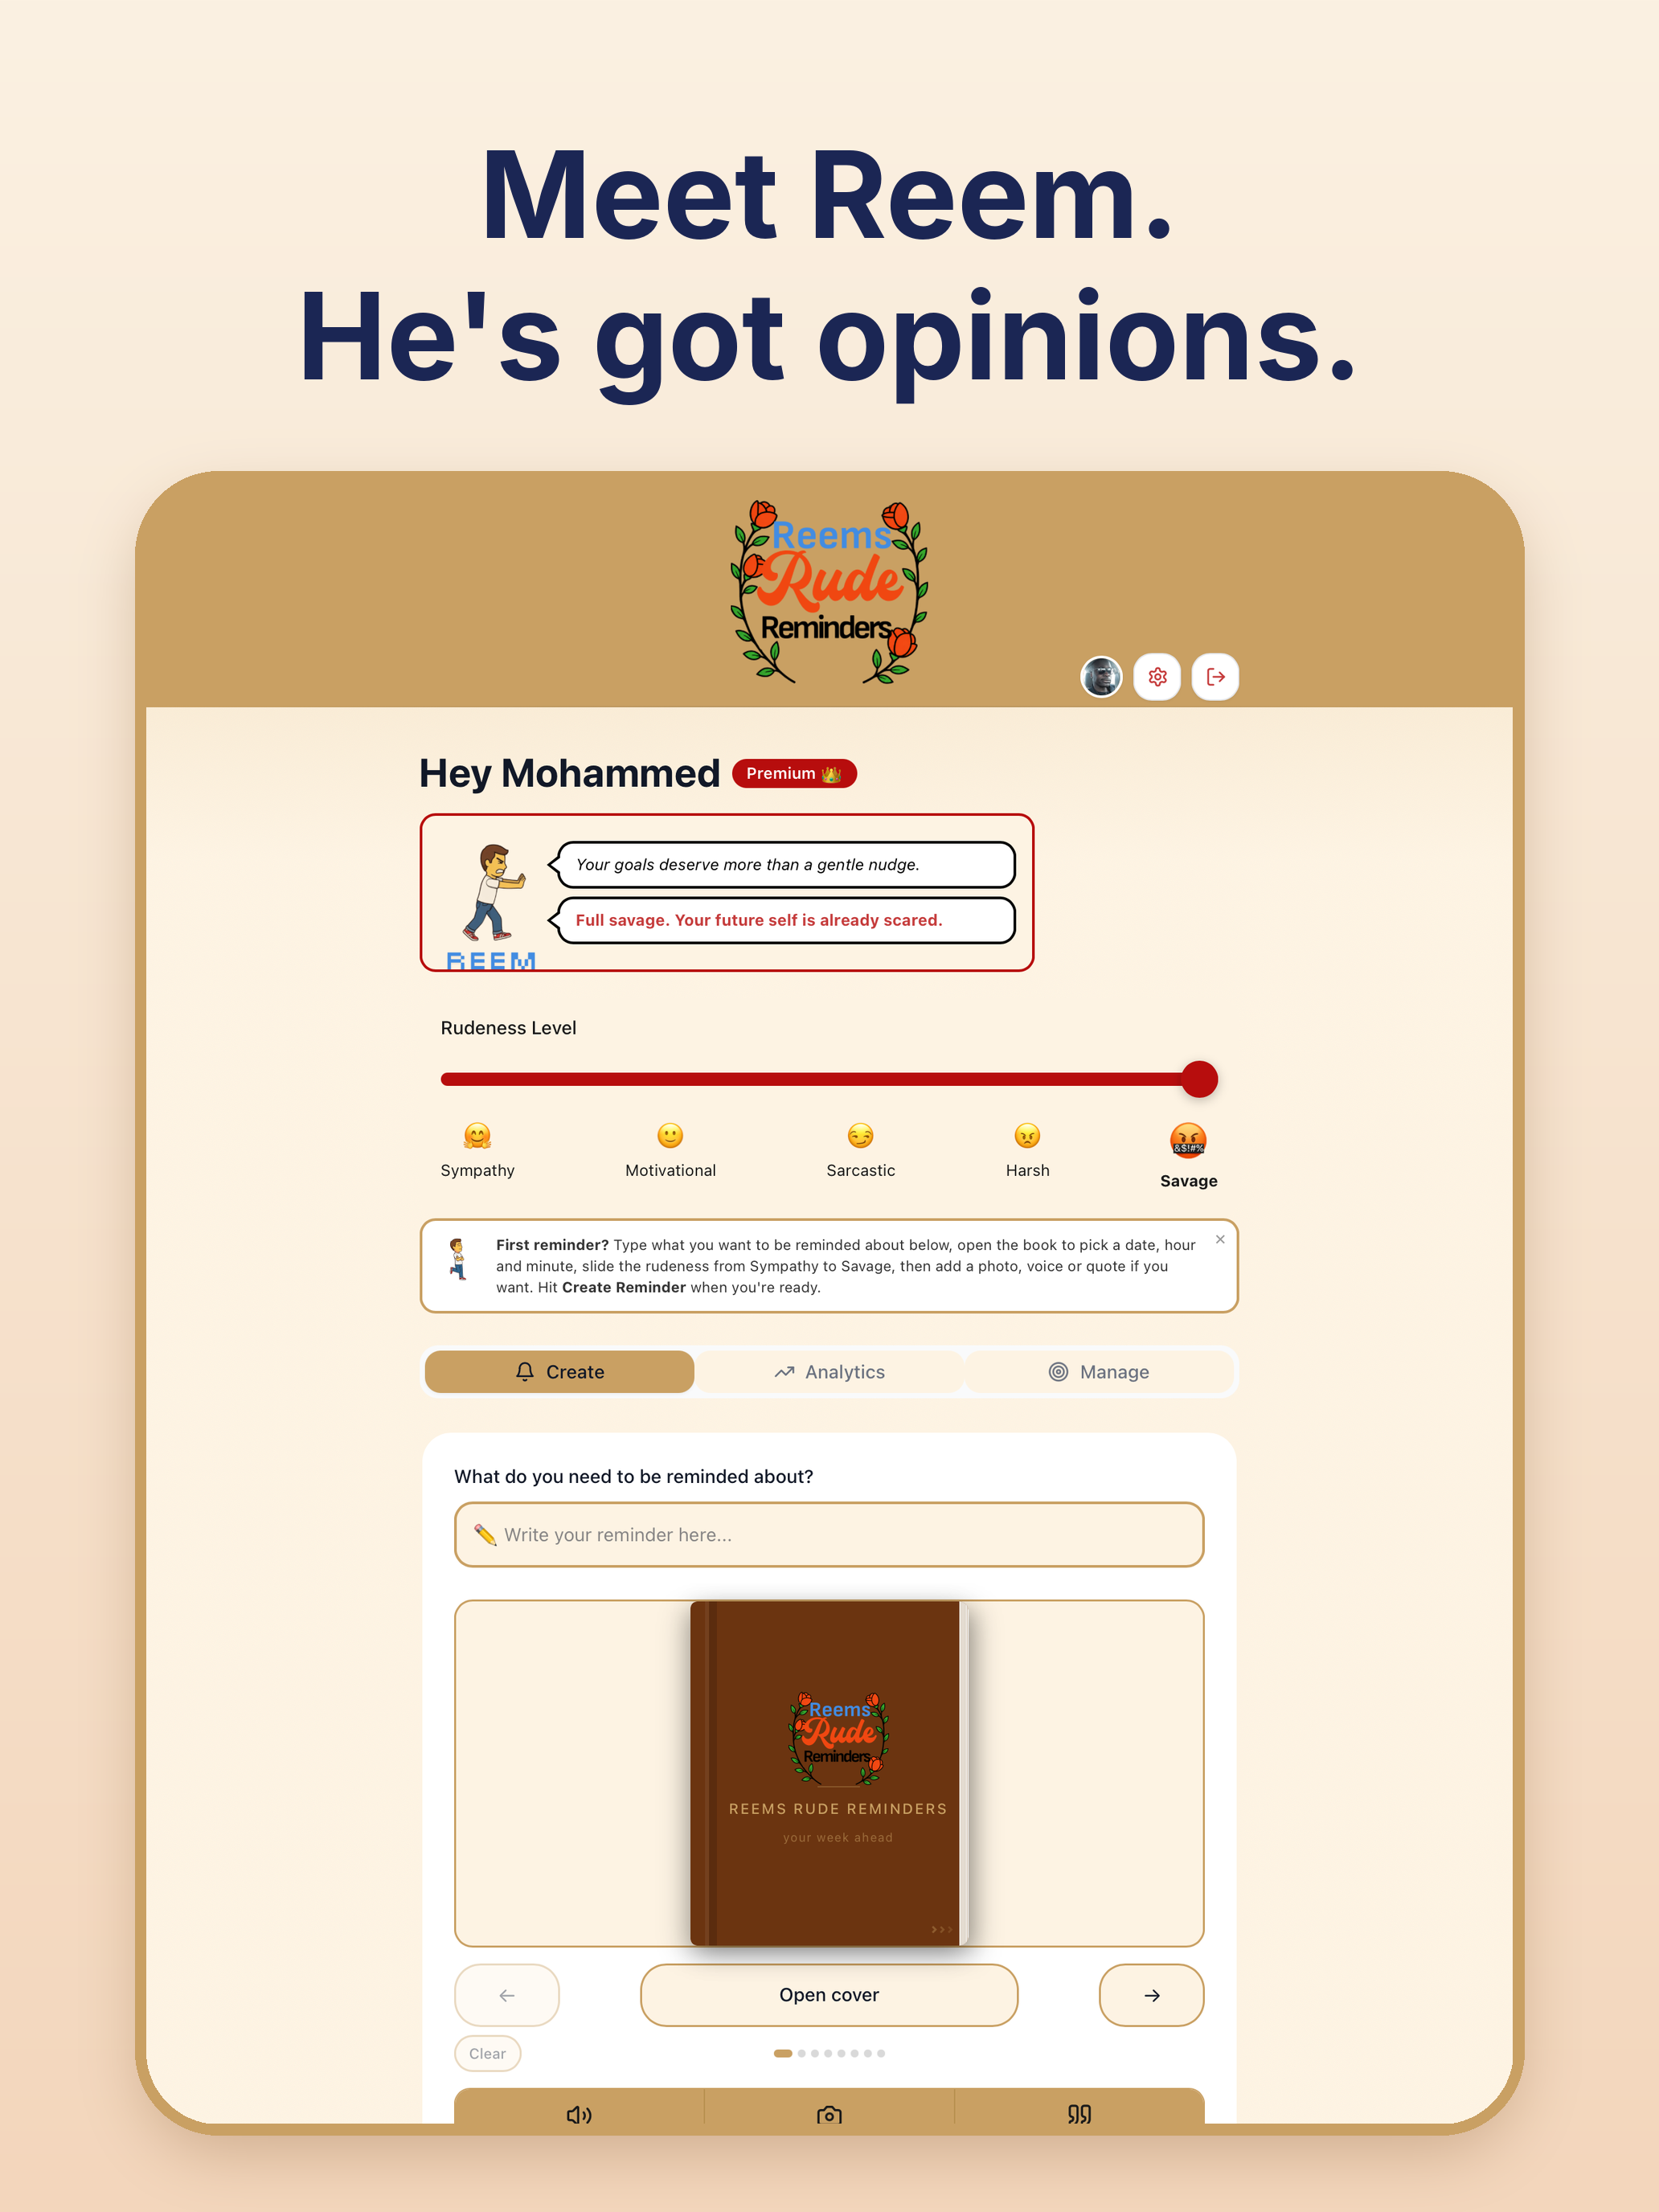 Meet Reem.
He's got opinions.
Reems
Rude
Reminders
Hey Mohammed
Premium 👑
Your goals deserve more than a gentle nudge.
Full savage. Your future self is already scared.
REEM
Rudeness Level
Sympathy
Motivational
Sarcastic
Harsh
&$!#%
Savage
First reminder? Type what you want to be reminded about below, open the book to pick a date, hour
and minute, slide the rudeness from Sympathy to Savage, then add a photo, voice or quote if you
want. Hit Create Reminder when you're ready.
Create
Analytics
Manage
What do you need to be reminded about?
✏️ Write your reminder here...
Reems
Rude
Reminders
REEMS RUDE REMINDERS
your week ahead
›››
←
Open cover
→
Clear